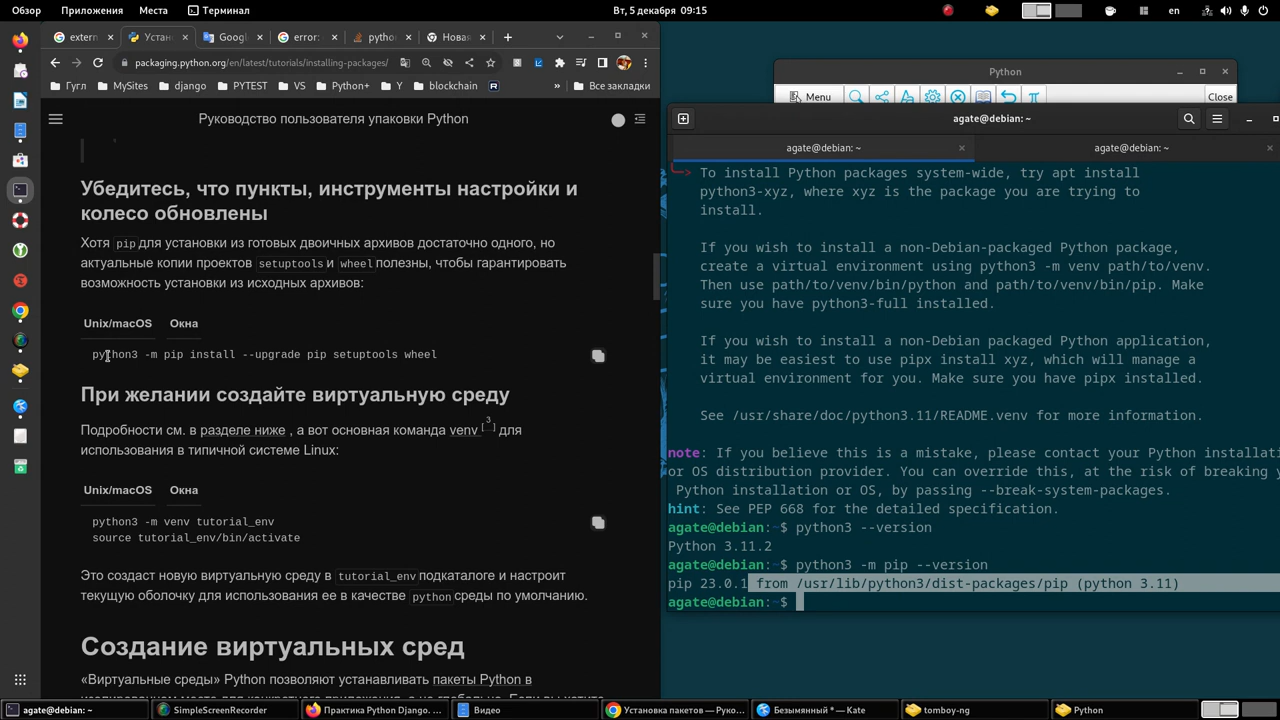 Обзор Приложения Места Терминал Вт, 5 декабря 09:15 en
extern Устано Googl error: pytho Новая
packaging.python.org/en/latest/tutorials/installing-packages/
Гугл MySites django PYTEST VS Python+ Y blockchain R Все закладки
Руководство пользователя упаковки Python
Убедитесь, что пункты, инструменты настройки и
колесо обновлены
Хотя pip для установки из готовых двоичных архивов достаточно одного, но
актуальные копии проектов setuptools и wheel полезны, чтобы гарантировать
возможность установки из исходных архивов:
Unix/macOS Окна
python3 -m pip install --upgrade pip setuptools wheel
При желании создайте виртуальную среду
Подробности см. в разделе ниже , а вот основная команда venv [3] для
использования в типичной системе Linux:
Unix/macOS Окна
python3 -m venv tutorial_env
source tutorial_env/bin/activate
Это создаст новую виртуальную среду в tutorial_env подкаталоге и настроит
текущую оболочку для использования ее в качестве python среды по умолчанию.
Создание виртуальных сред
«Виртуальные среды» Python позволяют устанавливать пакеты Python в
Python
Menu Close
agate@debian: ~
agate@debian: ~ agate@debian: ~
To install Python packages system-wide, try apt install
python3-xyz, where xyz is the package you are trying to
install.
If you wish to install a non-Debian-packaged Python package,
create a virtual environment using python3 -m venv path/to/venv.
Then use path/to/venv/bin/python and path/to/venv/bin/pip. Make
sure you have python3-full installed.
If you wish to install a non-Debian packaged Python application,
it may be easiest to use pipx install xyz, which will manage a
virtual environment for you. Make sure you have pipx installed.
See /usr/share/doc/python3.11/README.venv for more information.
note: If you believe this is a mistake, please contact your Python installati
or OS distribution provider. You can override this, at the risk of breaking y
Python installation or OS, by passing --break-system-packages.
hint: See PEP 668 for the detailed specification.
agate@debian:~$ python3 --version
Python 3.11.2
agate@debian:~$ python3 -m pip --version
pip 23.0.1 from /usr/lib/python3/dist-packages/pip (python 3.11)
agate@debian:~$
agate@debian: ~ SimpleScreenRecorder Практика Python Django. ... Видео Установка пакетов — Руко... Безымянный * — Kate tomboy-ng Python